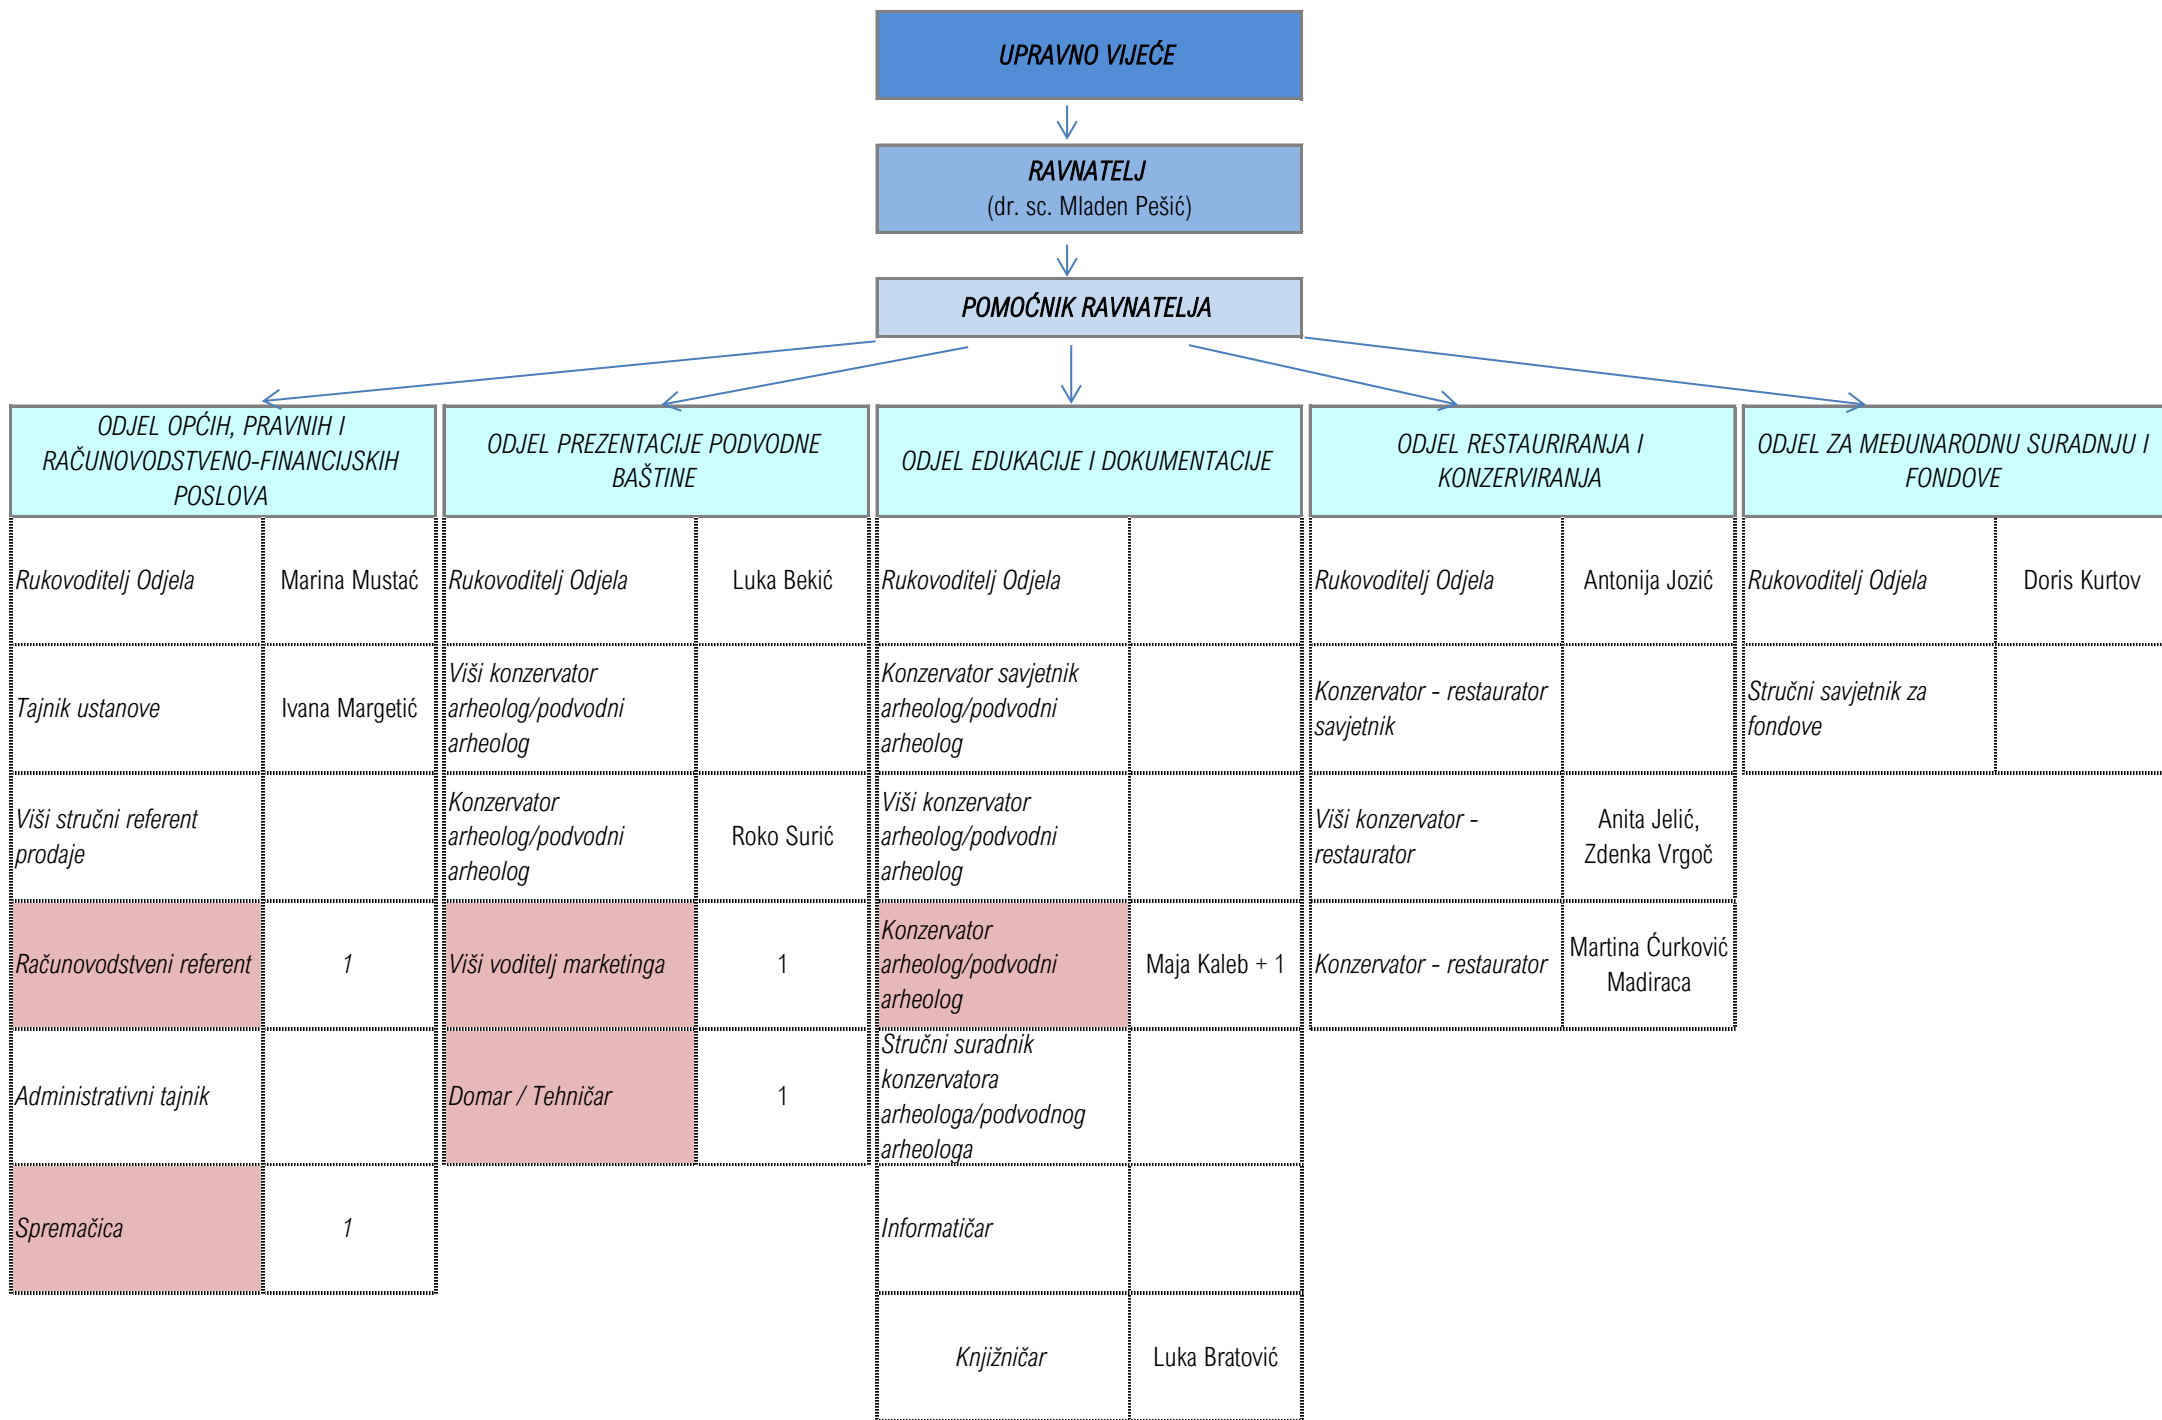 UPRAVNO VIJEĆE
RAVNATELJ
(dr. sc. Mladen Pešić)
POMOĆNIK RAVNATELJA
ODJEL OPĆIH, PRAVNIH I
RAČUNOVODSTVENO-FINANCIJSKIH
POSLOVA
Rukovoditelj Odjela
Marina Mustać
Tajnik ustanove
Ivana Margetić
Viši stručni referent
prodaje
Računovodstveni referent
1
Administrativni tajnik
Spremačica
1
ODJEL PREZENTACIJE PODVODNE
BAŠTINE
Rukovoditelj Odjela
Luka Bekić
Viši konzervator
arheolog/podvodni
arheolog
Konzervator
arheolog/podvodni
arheolog
Roko Surić
Viši voditelj marketinga
1
Domar / Tehničar
1
ODJEL EDUKACIJE I DOKUMENTACIJE
Rukovoditelj Odjela
Konzervator savjetnik
arheolog/podvodni
arheolog
Viši konzervator
arheolog/podvodni
arheolog
Konzervator
arheolog/podvodni
arheolog
Maja Kaleb + 1
Stručni suradnik
konzervatora
arheologa/podvodnog
arheologa
Informatičar
Knjižničar
Luka Bratović
ODJEL RESTAURIRANJA I
KONZERVIRANJA
Rukovoditelj Odjela
Antonija Jozić
Konzervator - restaurator
savjetnik
Viši konzervator -
restaurator
Anita Jelić,
Zdenka Vrgoč
Konzervator - restaurator
Martina Ćurković
Madiraca
ODJEL ZA MEĐUNARODNU SURADNJU I
FONDOVE
Rukovoditelj Odjela
Doris Kurtov
Stručni savjetnik za
fondove